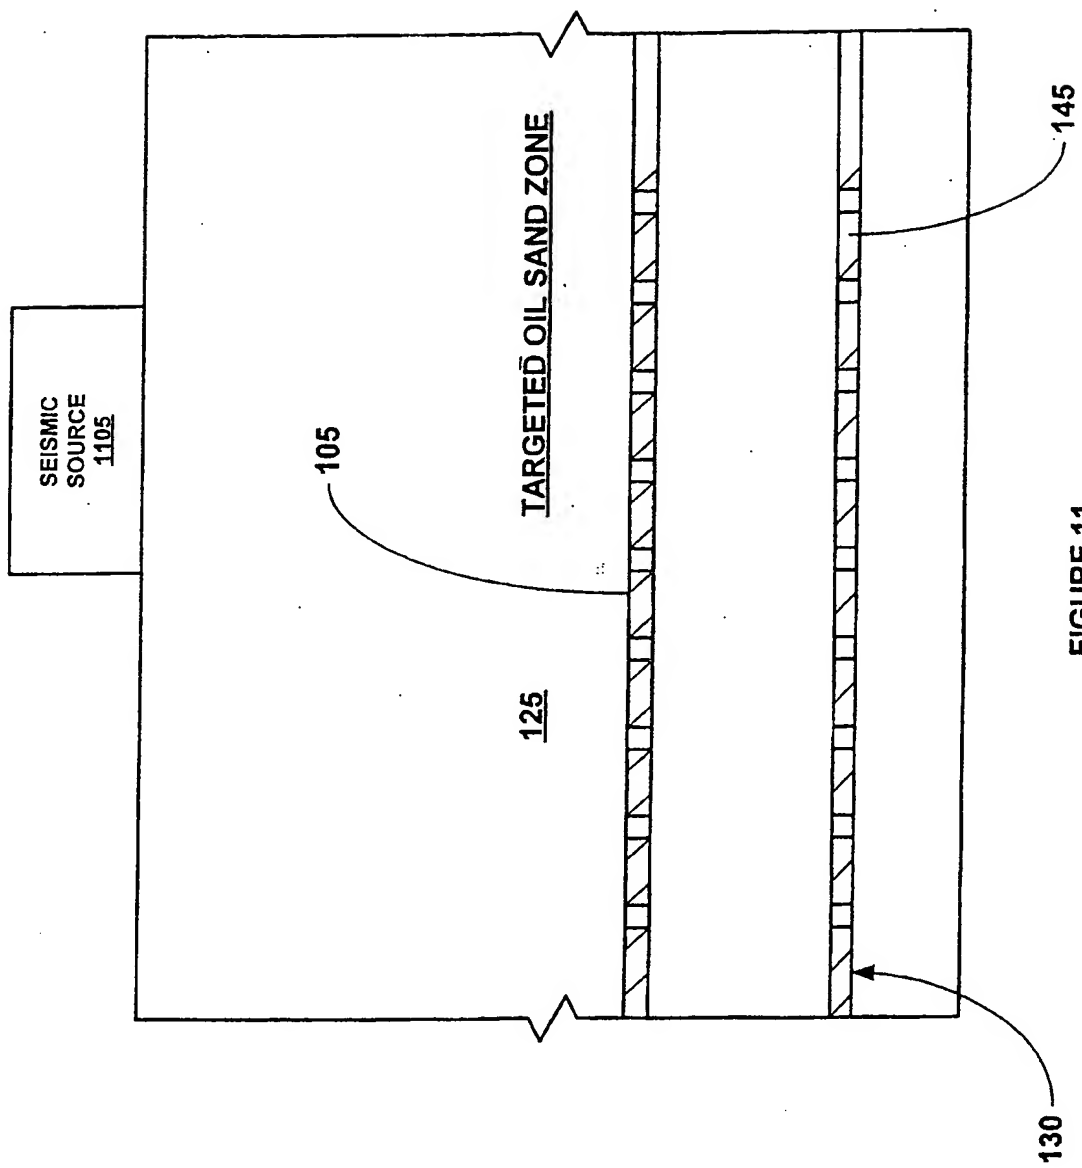 SEISMIC
SOURCE
1105
TARGETED OIL SAND ZONE
105
125
145
130
FIGURE 11